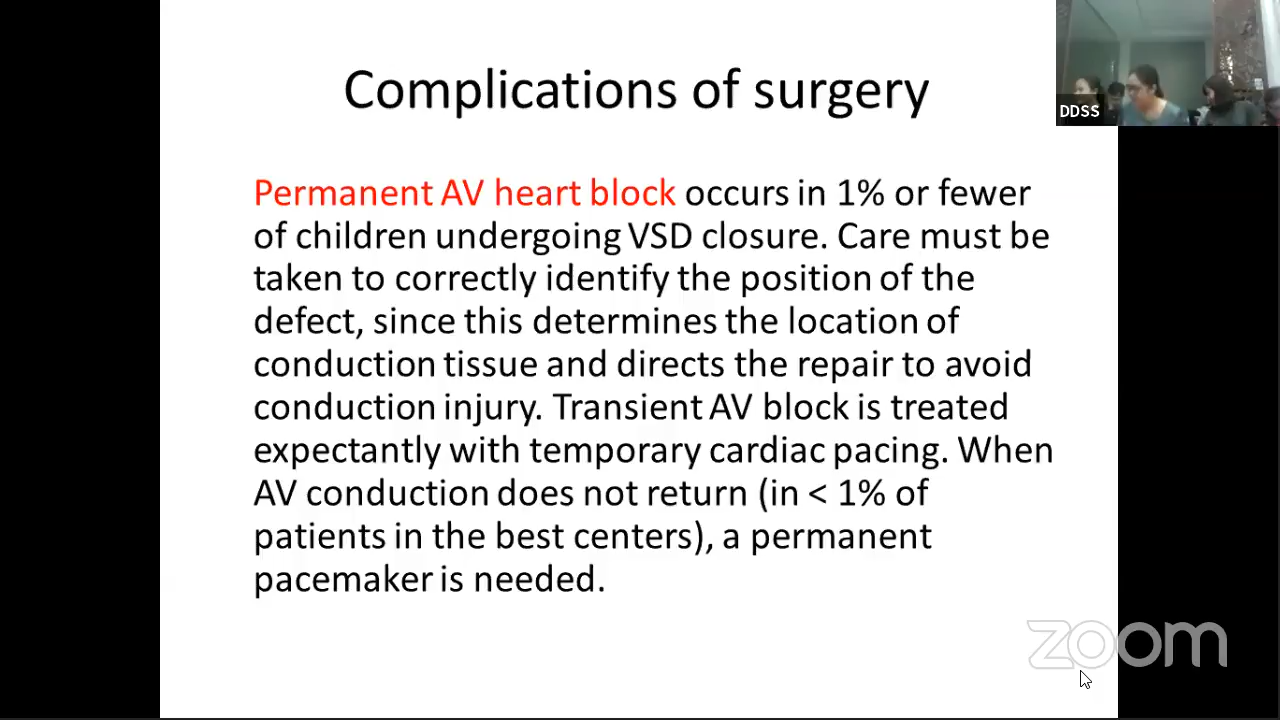 Complications of surgery
DDSS
Permanent AV heart block occurs in 1% or fewer
of children undergoing VSD closure. Care must be
taken to correctly identify the position of the
defect, since this determines the location of
conduction tissue and directs the repair to avoid
conduction injury. Transient AV block is treated
expectantly with temporary cardiac pacing. When
AV conduction does not return (in < 1% of
patients in the best centers), a permanent
pacemaker is needed.
zoom